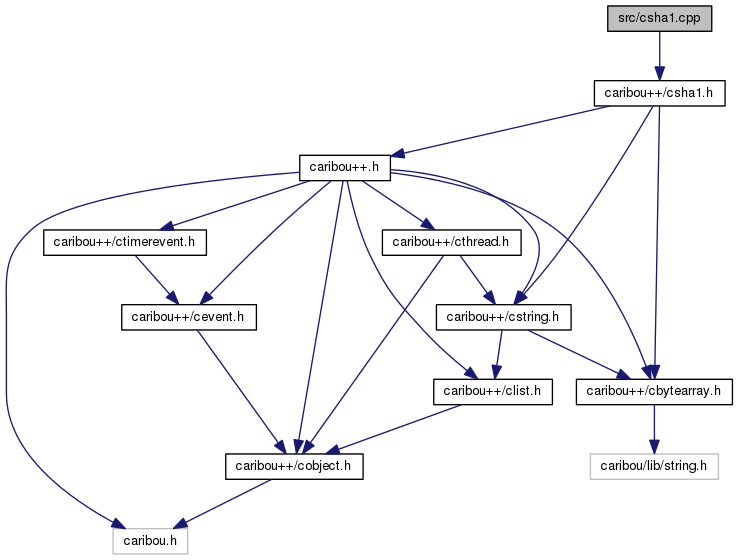 src/csha1.cpp
caribou++/csha1.h
caribou++.h
caribou++/ctimerevent.h
caribou++/cthread.h
caribou++/cevent.h
caribou++/cstring.h
caribou++/clist.h
caribou++/cbytearray.h
caribou++/cobject.h
caribou/lib/string.h
caribou.h